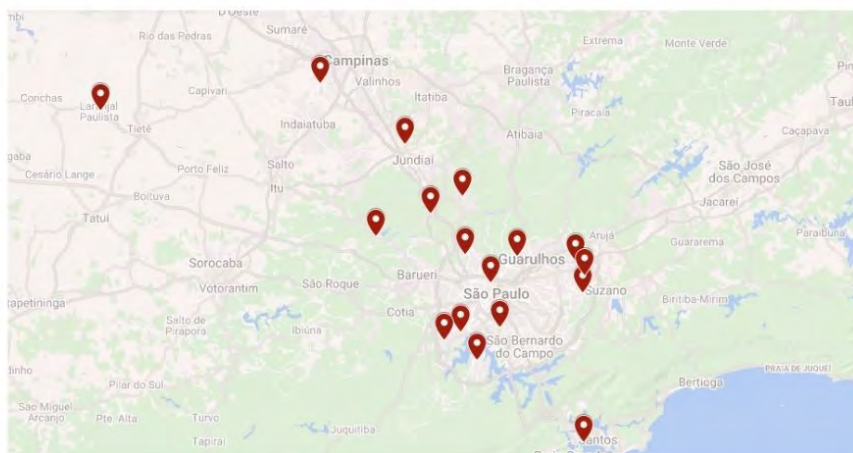 Rio das Pedras
Sumaré
Extrema
Monte Verde
Campinas
Valinhos
Bragança
Paulista
Conchas
Laranjal
Paulista
Capivari
Itatiba
Piracaia
Tietê
Indaiatuba
Atibaia
Caçapava
Jundiaí
São José
dos Campos
Cesário Lange
Porto Feliz
Salto
Itu
Boituva
Jacareí
Tatuí
Arujá
Guararema
Paraibuna
Sorocaba
Guarulhos
Barueri
Votorantim
São Roque
Suzano
São Paulo
Biritiba-Mirim
Itapetininga
Salto de
Pirapora
Cotia
Ibiúna
São Bernardo
do Campo
PRAIA DE JUQUEÍ
Pilar do Sul
Bertioga
Sao Miguel
Arcanjo
Pte. Alta
Turvo
Juquitiba
Tapiraí
Santos